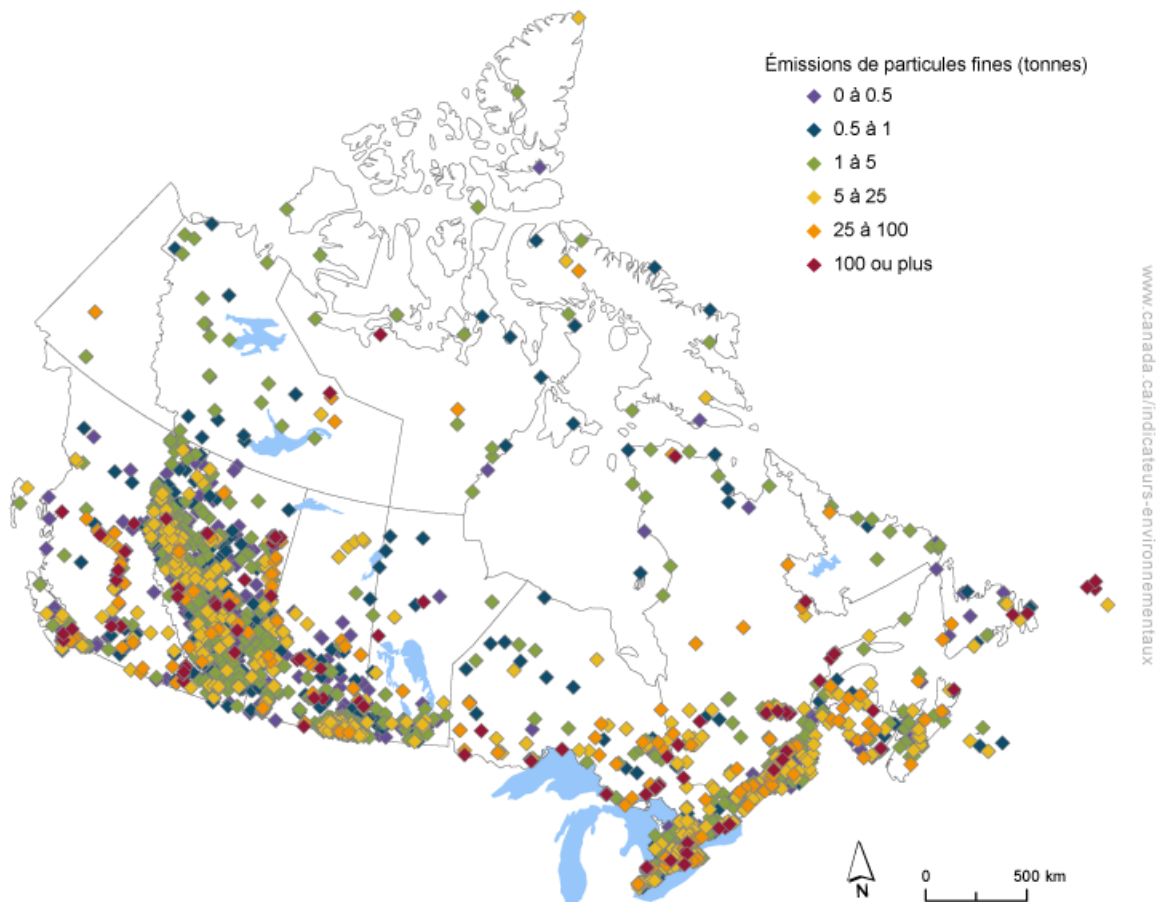 Émissions de particules fines (tonnes)
0 à 0.5
0.5 à 1
1 à 5
5 à 25
25 à 100
100 ou plus
www.canada.ca/indicateurs-environnementaux
N
0 500 km